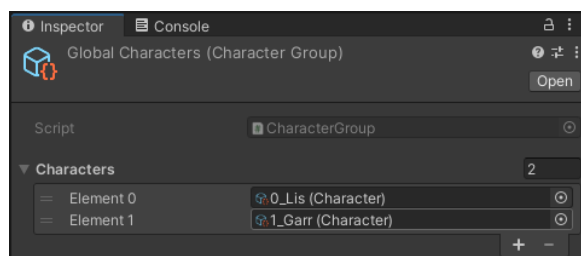 Inspector
Console
Global Characters (Character Group)
Open
Script
CharacterGroup
Characters
2
Element 0
0_Lis (Character)
Element 1
1_Garr (Character)